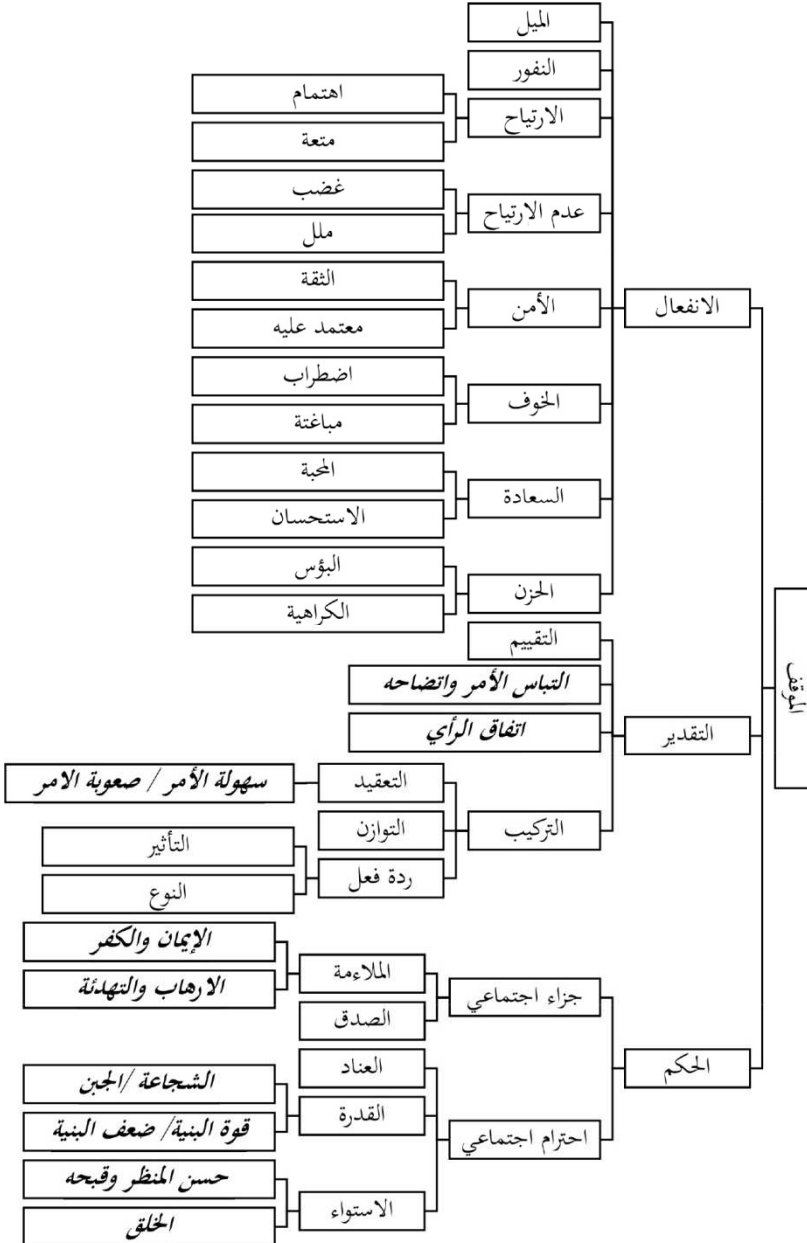 الموقف
الانفعال
الميل
النفور
الارتياح
اهتمام
متعة
عدم الارتياح
غضب
ملل
الأمن
الثقة
معتمد عليه
الخوف
اضطراب
مباغتة
السعادة
المحبة
الاستحسان
الحزن
البؤس
الكراهية
التقدير
التقييم
التباس الأمر واتضاحه
اتفاق الرأي
التركيب
التعقيد
سهولة الأمر / صعوبة الامر
التوازن
ردة فعل
التأثير
النوع
الحكم
جزاء اجتماعي
الملاءمة
الإيمان والكفر
الارهاب والتهدئة
الصدق
احترام اجتماعي
العناد
القدرة
الشجاعة /الجبن
قوة البنية/ ضعف البنية
الاستواء
حسن المنظر وقبحه
الخلق